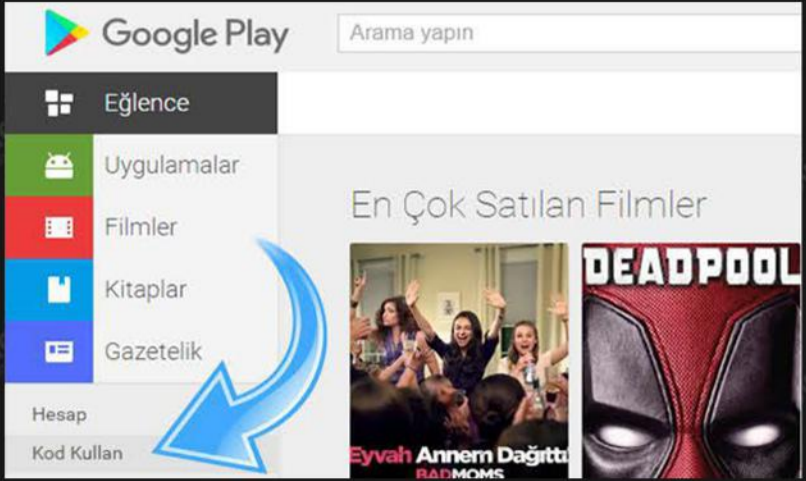 Google Play
Arama yapın
Eğlence
Uygulamalar
Filmler
Kitaplar
Gazetelik
Hesap
Kod Kullan
En Çok Satılan Filmler
Eyvah Annem Dağıttı!
BAD MOMS
DEADPOOL